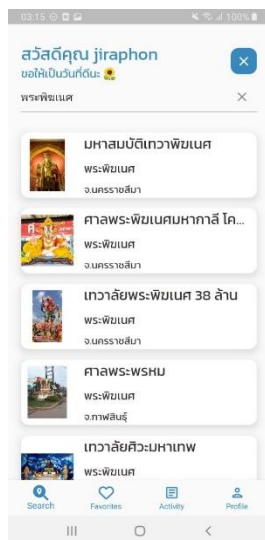 03:15
100%
สวัสดีคุณ jiraphon
ขอให้เป็นวันที่ดีนะ 🌻
พระพิฆเนศ
มหาสมบัติเทวาพิฆเนศ
พระพิฆเนศ
จ.นครราชสีมา
ศาลพระพิฆเนศมหากาลี โค...
พระพิฆเนศ
จ.นครราชสีมา
เทวาลัยพระพิฆเนศ 38 ล้าน
พระพิฆเนศ
จ.นครราชสีมา
ศาลพระพรหม
พระพิฆเนศ
จ.กาฬสินธุ์
เทวาลัยศิวะมหาเทพ
พระพิฆเนศ
Search Favorites Activity Profile